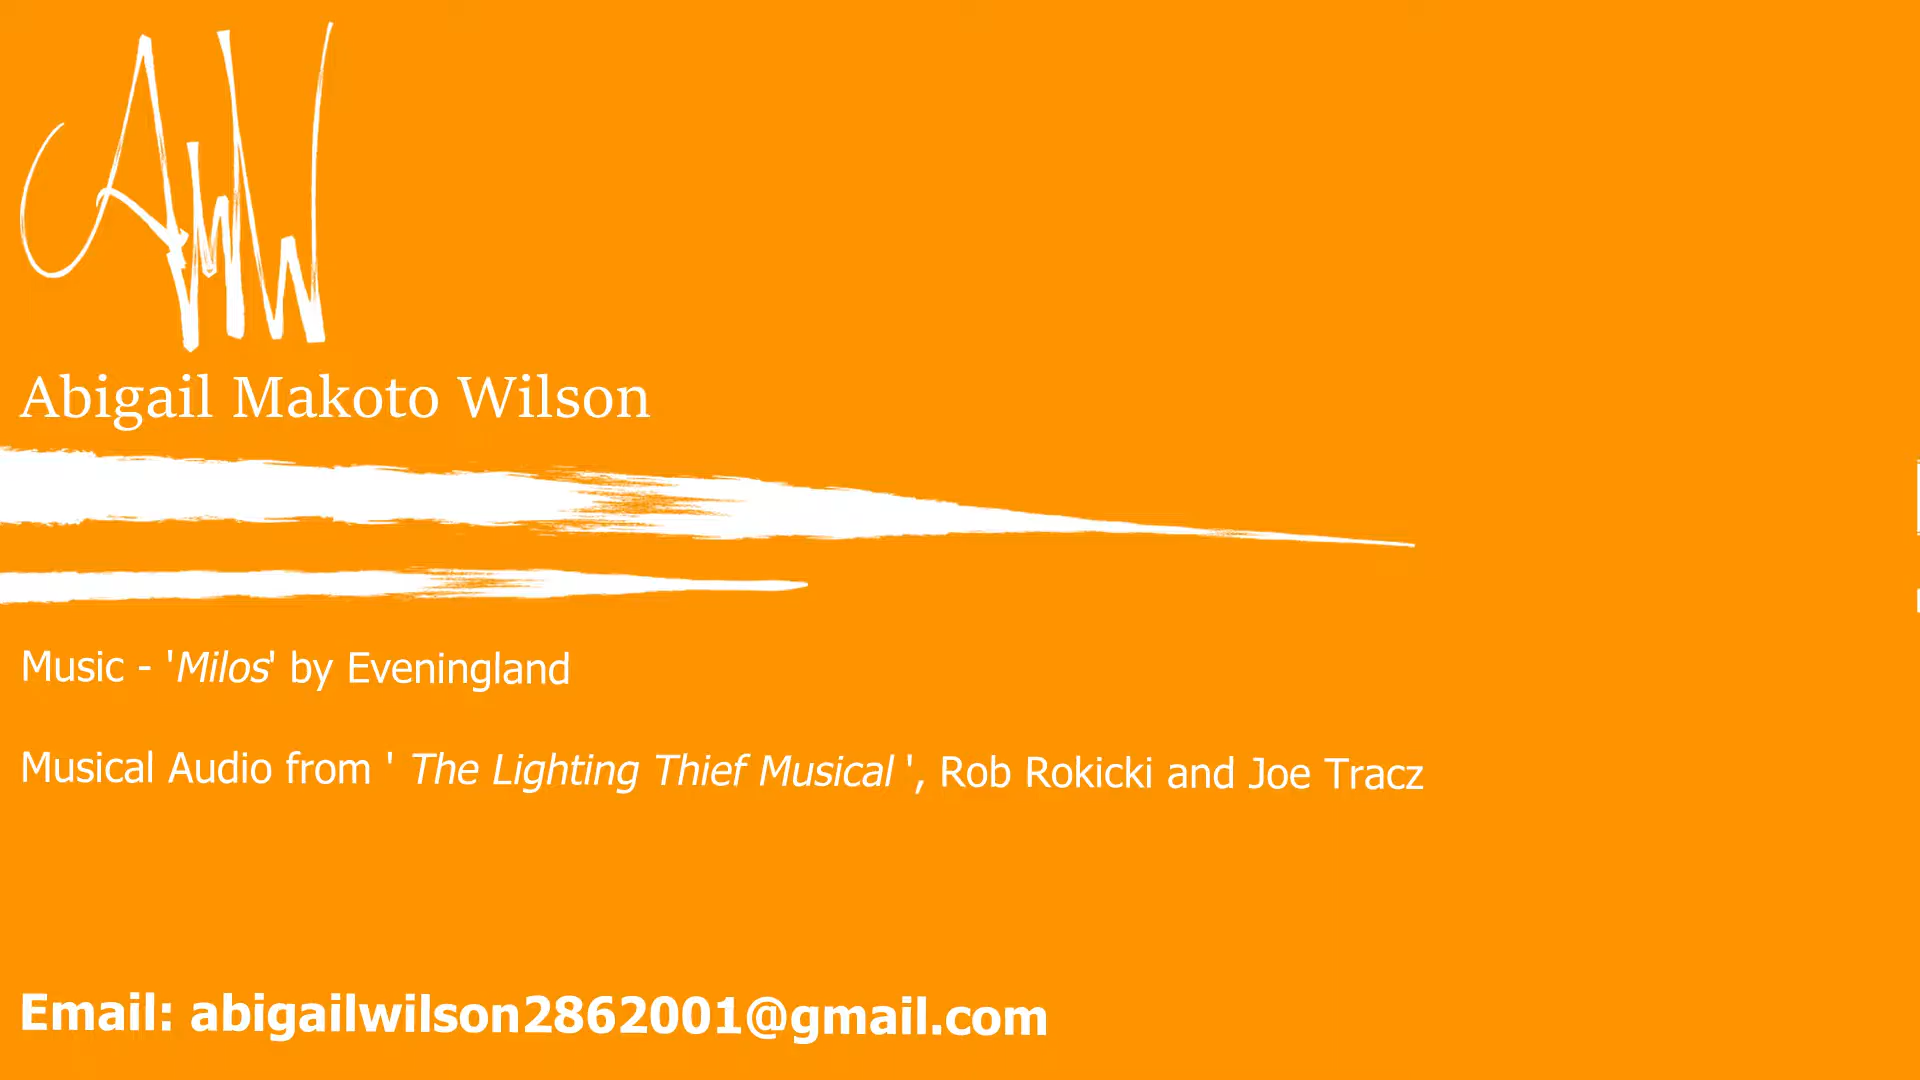 AMW
Abigail Makoto Wilson
Music - 'Milos' by Eveningland
Musical Audio from ' The Lighting Thief Musical ', Rob Rokicki and Joe Tracz
Email: abigailwilson2862001@gmail.com